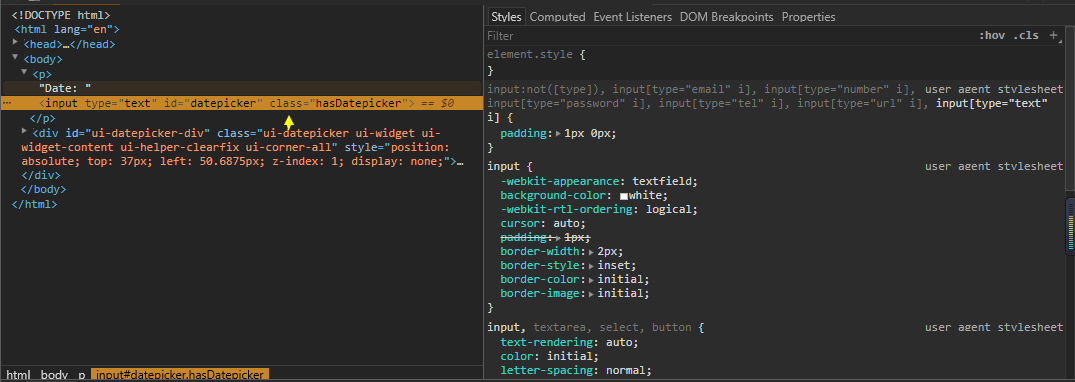 <!DOCTYPE html>
<html lang="en">
<head>…</head>
<body>
<p>
"Date: "
<input type="text" id="datepicker" class="hasDatepicker"> == $0
</p>
<div id="ui-datepicker-div" class="ui-datepicker ui-widget ui-
widget-content ui-helper-clearfix ui-corner-all" style="position:
absolute; top: 37px; left: 50.6875px; z-index: 1; display: none;">…
</div>
</body>
</html>
html body p input#datepicker.hasDatepicker
Styles Computed Event Listeners DOM Breakpoints Properties
Filter :hov .cls +
element.style {
}
input:not([type]), input[type="email" i], input[type="number" i], user agent stylesheet
input[type="password" i], input[type="tel" i], input[type="url" i], input[type="text"
i] {
padding: 1px 0px;
}
input { user agent stylesheet
-webkit-appearance: textfield;
background-color: white;
-webkit-rtl-ordering: logical;
cursor: auto;
padding: 1px;
border-width: 2px;
border-style: inset;
border-color: initial;
border-image: initial;
}
input, textarea, select, button { user agent stylesheet
text-rendering: auto;
color: initial;
letter-spacing: normal;